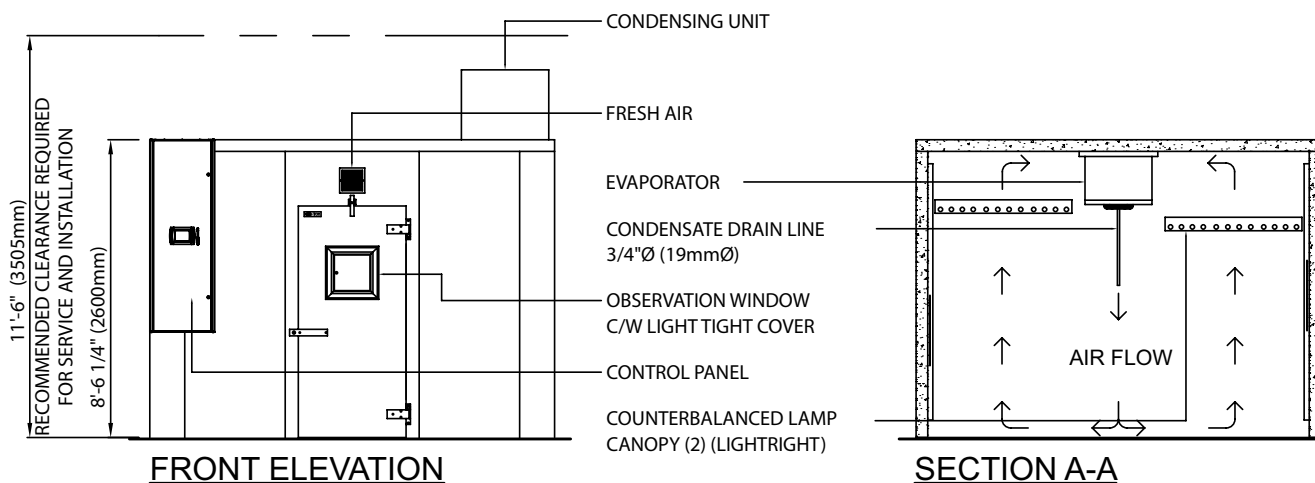 CONDENSING UNIT
FRESH AIR
EVAPORATOR
CONDENSATE DRAIN LINE
3/4"Ø (19mmØ)
OBSERVATION WINDOW
C/W LIGHT TIGHT COVER
CONTROL PANEL
COUNTERBALANCED LAMP
CANOPY (2) (LIGHTRIGHT)
11'-6" (3505mm)
RECOMMENDED CLEARANCE REQUIRED
FOR SERVICE AND INSTALLATION
8'-6 1/4" (2600mm)
FRONT ELEVATION
AIR FLOW
SECTION A-A